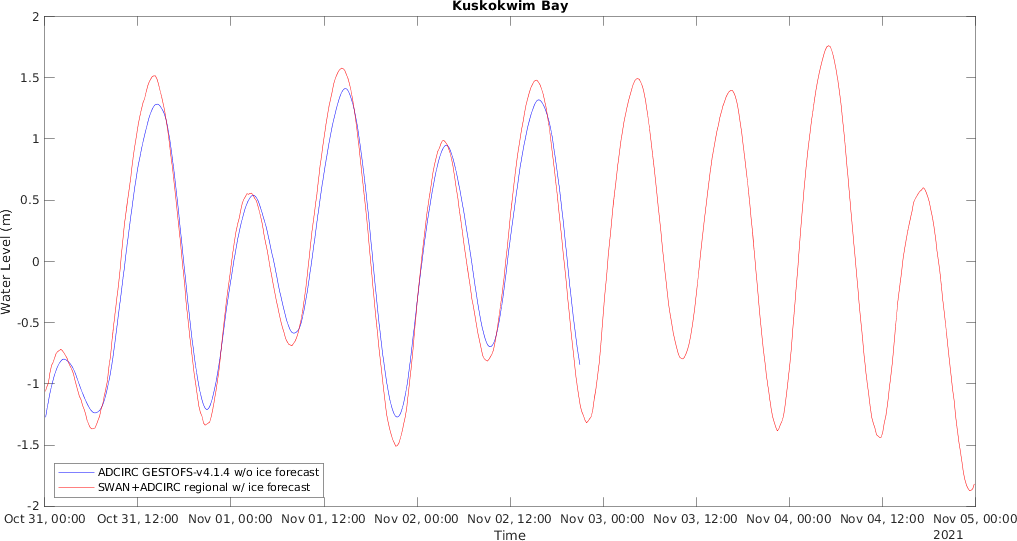 Kuskokwim Bay
2
1.5
1
0.5
0
-0.5
-1
-1.5
-2
Water Level (m)
ADCIRC GESTOFS-v4.1.4 w/o ice forecast
SWAN+ADCIRC regional w/ ice forecast
Oct 31, 00:00 Oct 31, 12:00 Nov 01, 00:00 Nov 01, 12:00 Nov 02, 00:00 Nov 02, 12:00 Nov 03, 00:00 Nov 03, 12:00 Nov 04, 00:00 Nov 04, 12:00 Nov 05, 00:00
Time
2021